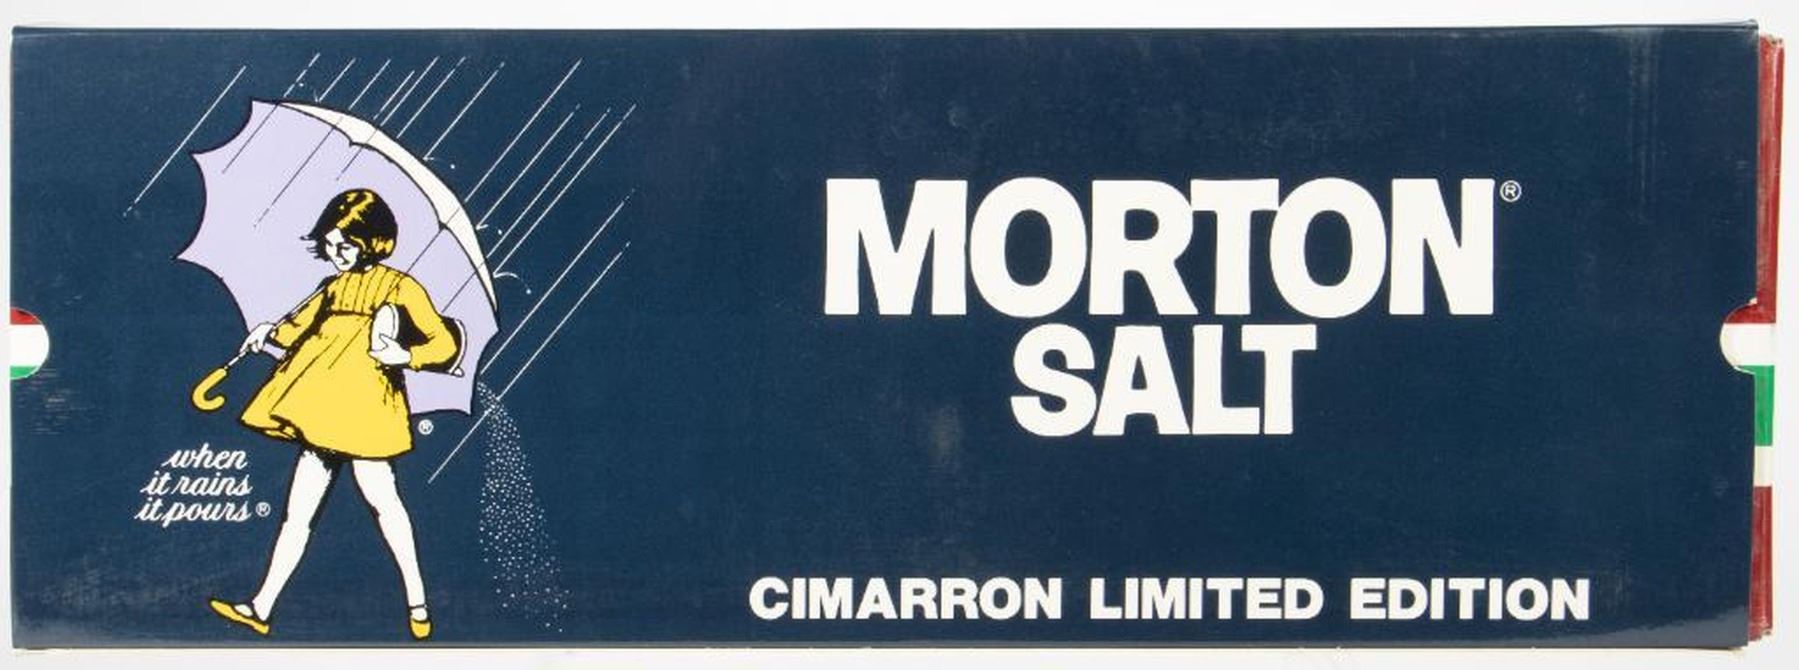 when
it rains
it pours®
®
MORTON®
SALT
CIMARRON LIMITED EDITION